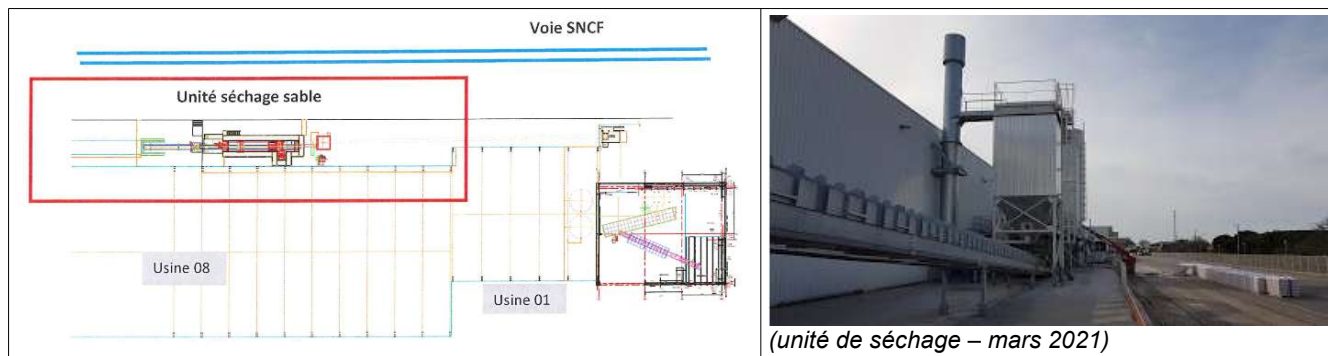 Voie SNCF
Unité séchage sable
Usine 08
Usine 01
(unité de séchage – mars 2021)